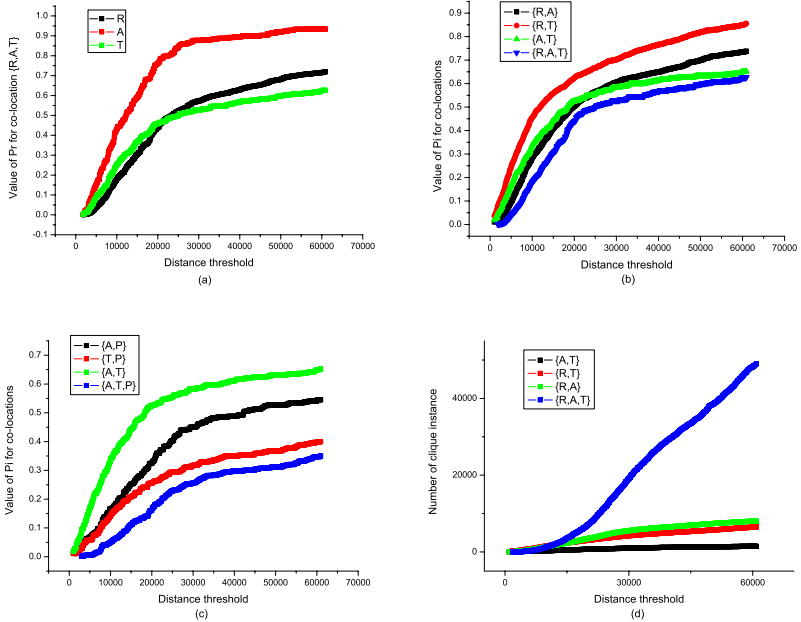 R
A
T
1.0
0.9
0.8
0.7
0.6
0.5
0.4
0.3
0.2
0.1
0.0
-0.1
Value of Pr for co-location {R,A,T}
0 10000 20000 30000 40000 50000 60000 70000
Distance threshold
(a)
{R,A}
{R,T}
{A,T}
{R,A,T}
0.9
0.8
0.7
0.6
0.5
0.4
0.3
0.2
0.1
0.0
Value of Pi for co-locations
0 10000 20000 30000 40000 50000 60000 70000
Distance threshold
(b)
{A,P}
{T,P}
{A,T}
{A,T,P}
0.7
0.6
0.5
0.4
0.3
0.2
0.1
0.0
Value of Pi for co-locations
0 10000 20000 30000 40000 50000 60000 70000
Distance threshold
(c)
{A,T}
{R,T}
{R,A}
{R,A,T}
40000
20000
0
Number of clique instance
0 30000 60000
Distance threshold
(d)